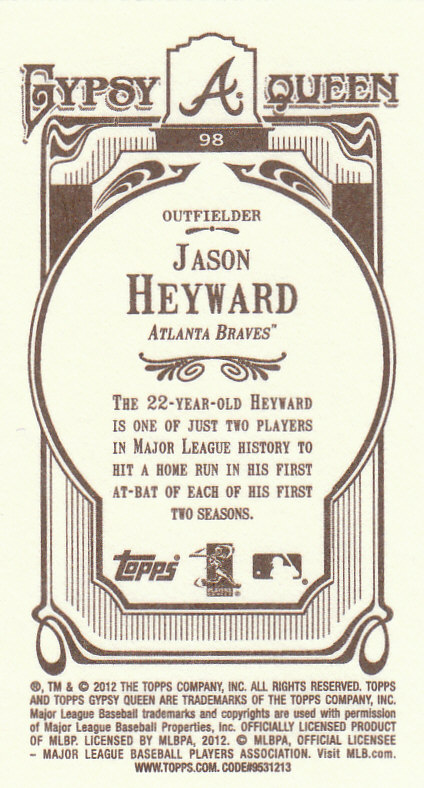 GYPSY A QUEEN
98
OUTFIELDER
JASON
HEYWARD
ATLANTA BRAVES™
THE 22-YEAR-OLD HEYWARD
IS ONE OF JUST TWO PLAYERS
IN MAJOR LEAGUE HISTORY TO
HIT A HOME RUN IN HIS FIRST
AT-BAT OF EACH OF HIS FIRST
TWO SEASONS.
topps®
PLAYERS
®, TM & © 2012 THE TOPPS COMPANY, INC. ALL RIGHTS RESERVED. TOPPS
AND TOPPS GYPSY QUEEN ARE TRADEMARKS OF THE TOPPS COMPANY, INC.
Major League Baseball trademarks and copyrights are used with permission
of Major League Baseball Properties, Inc. OFFICIALLY LICENSED PRODUCT
OF MLBP. LICENSED BY MLBPA, 2012. © MLBPA, OFFICIAL LICENSEE
– MAJOR LEAGUE BASEBALL PLAYERS ASSOCIATION. Visit MLB.com.
WWW.TOPPS.COM. CODE#9531213